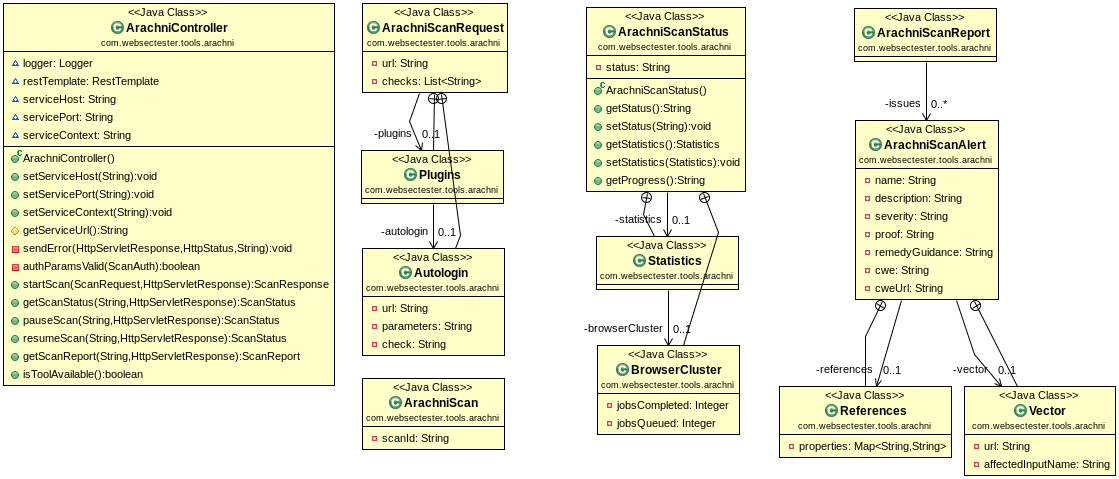 <<Java Class>>
ArachniController
com.websectester.tools.arachni
logger: Logger
restTemplate: RestTemplate
serviceHost: String
servicePort: String
serviceContext: String
ArachniController()
setServiceHost(String):void
setServicePort(String):void
setServiceContext(String):void
getServiceUrl():String
sendError(HttpServletResponse,HttpStatus,String):void
authParamsValid(ScanAuth):boolean
startScan(ScanRequest,HttpServletResponse):ScanResponse
getScanStatus(String,HttpServletResponse):ScanStatus
pauseScan(String,HttpServletResponse):ScanStatus
resumeScan(String,HttpServletResponse):ScanStatus
getScanReport(String,HttpServletResponse):ScanReport
isToolAvailable():boolean
<<Java Class>>
ArachniScanRequest
com.websectester.tools.arachni
url: String
checks: List<String>
-plugins
0..1
<<Java Class>>
Plugins
com.websectester.tools.arachni
-autologin
0..1
<<Java Class>>
Autologin
com.websectester.tools.arachni
url: String
parameters: String
check: String
<<Java Class>>
ArachniScan
com.websectester.tools.arachni
scanId: String
<<Java Class>>
ArachniScanStatus
com.websectester.tools.arachni
status: String
ArachniScanStatus()
getStatus():String
setStatus(String):void
getStatistics():Statistics
setStatistics(Statistics):void
getProgress():String
-statistics
0..1
<<Java Class>>
Statistics
com.websectester.tools.arachni
-browserCluster
0..1
<<Java Class>>
BrowserCluster
com.websectester.tools.arachni
jobsCompleted: Integer
jobsQueued: Integer
<<Java Class>>
ArachniScanReport
com.websectester.tools.arachni
-issues
0..*
<<Java Class>>
ArachniScanAlert
com.websectester.tools.arachni
name: String
description: String
severity: String
proof: String
remedyGuidance: String
cwe: String
cweUrl: String
-references
0..1
-vector
0..1
<<Java Class>>
References
com.websectester.tools.arachni
properties: Map<String,String>
<<Java Class>>
Vector
com.websectester.tools.arachni
url: String
affectedInputName: String